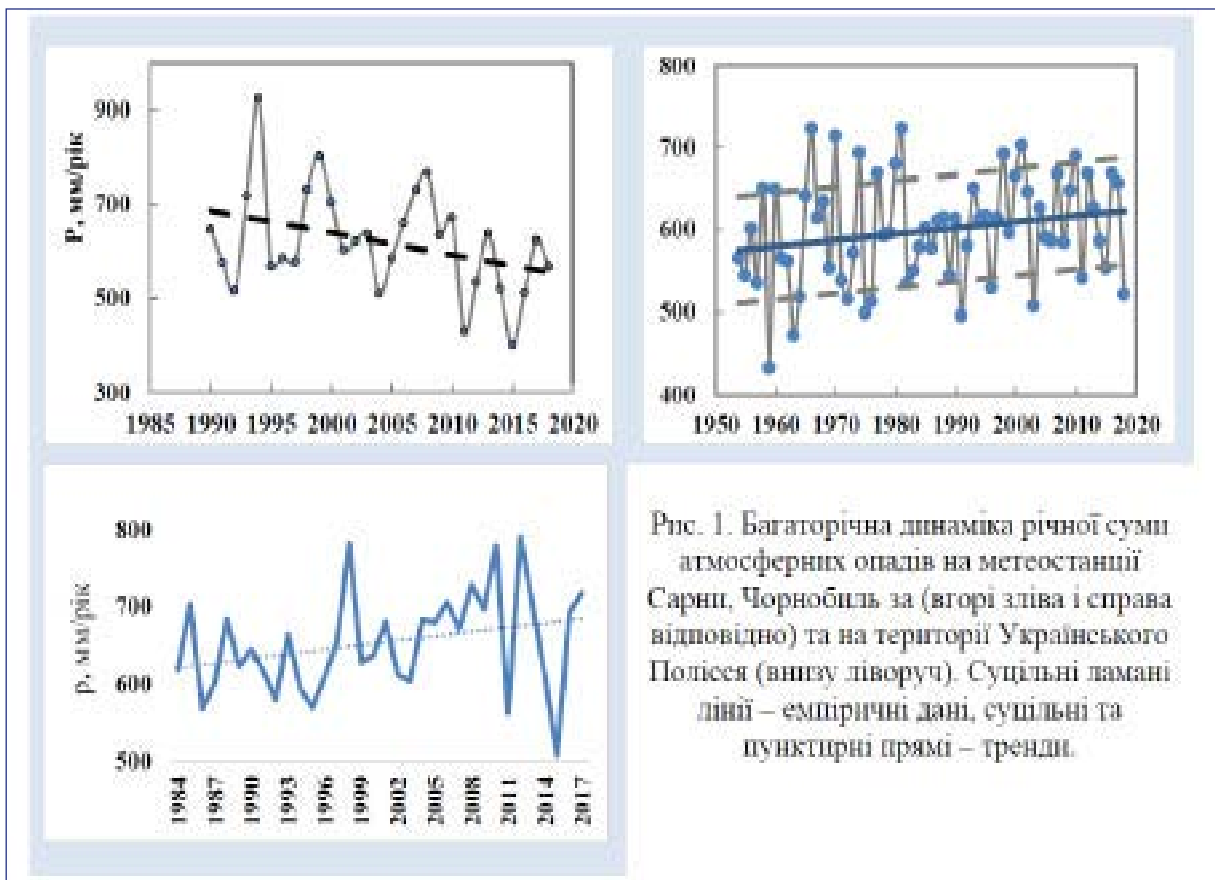 P, мм/рік
900
700
500
300
1985 1990 1995 2000 2005 2010 2015 2020
800
700
600
500
400
1950 1960 1970 1980 1990 2000 2010 2020
р, мм/рік
800
700
600
500
1984 1987 1990 1993 1996 1999 2002 2005 2008 2011 2014 2017
Рис. 1. Багаторічна динаміка річної суми
атмосферних опадів на метеостанції
Сарни, Чорнобиль за (вгорі зліва і справа
відповідно) та на території Українського
Полісся (внизу ліворуч). Суцільні ламані
лінії – емпіричні дані, суцільні та
пунктирні прямі – тренди.